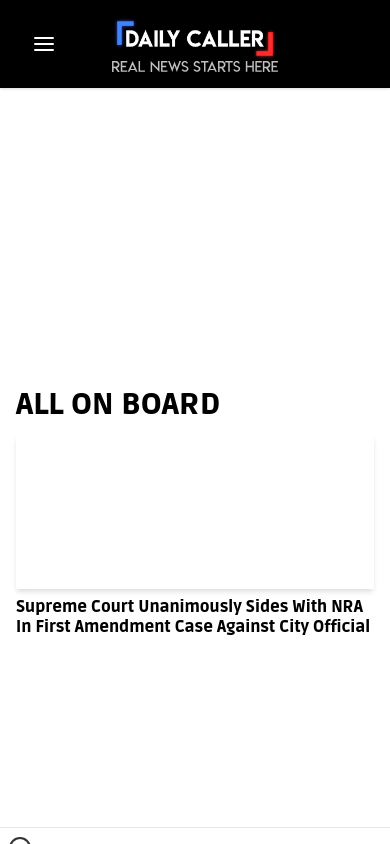 DAILY CALLER
REAL NEWS STARTS HERE
ALL ON BOARD
Supreme Court Unanimously Sides With NRA
In First Amendment Case Against City Official